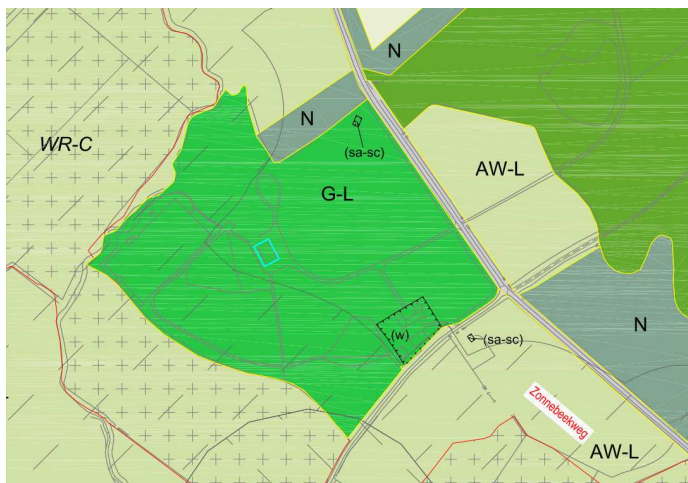 N
WR-C
N
(sa-sc)
AW-L
G-L
N
(w)
(sa-sc)
Zonnebeekweg
AW-L